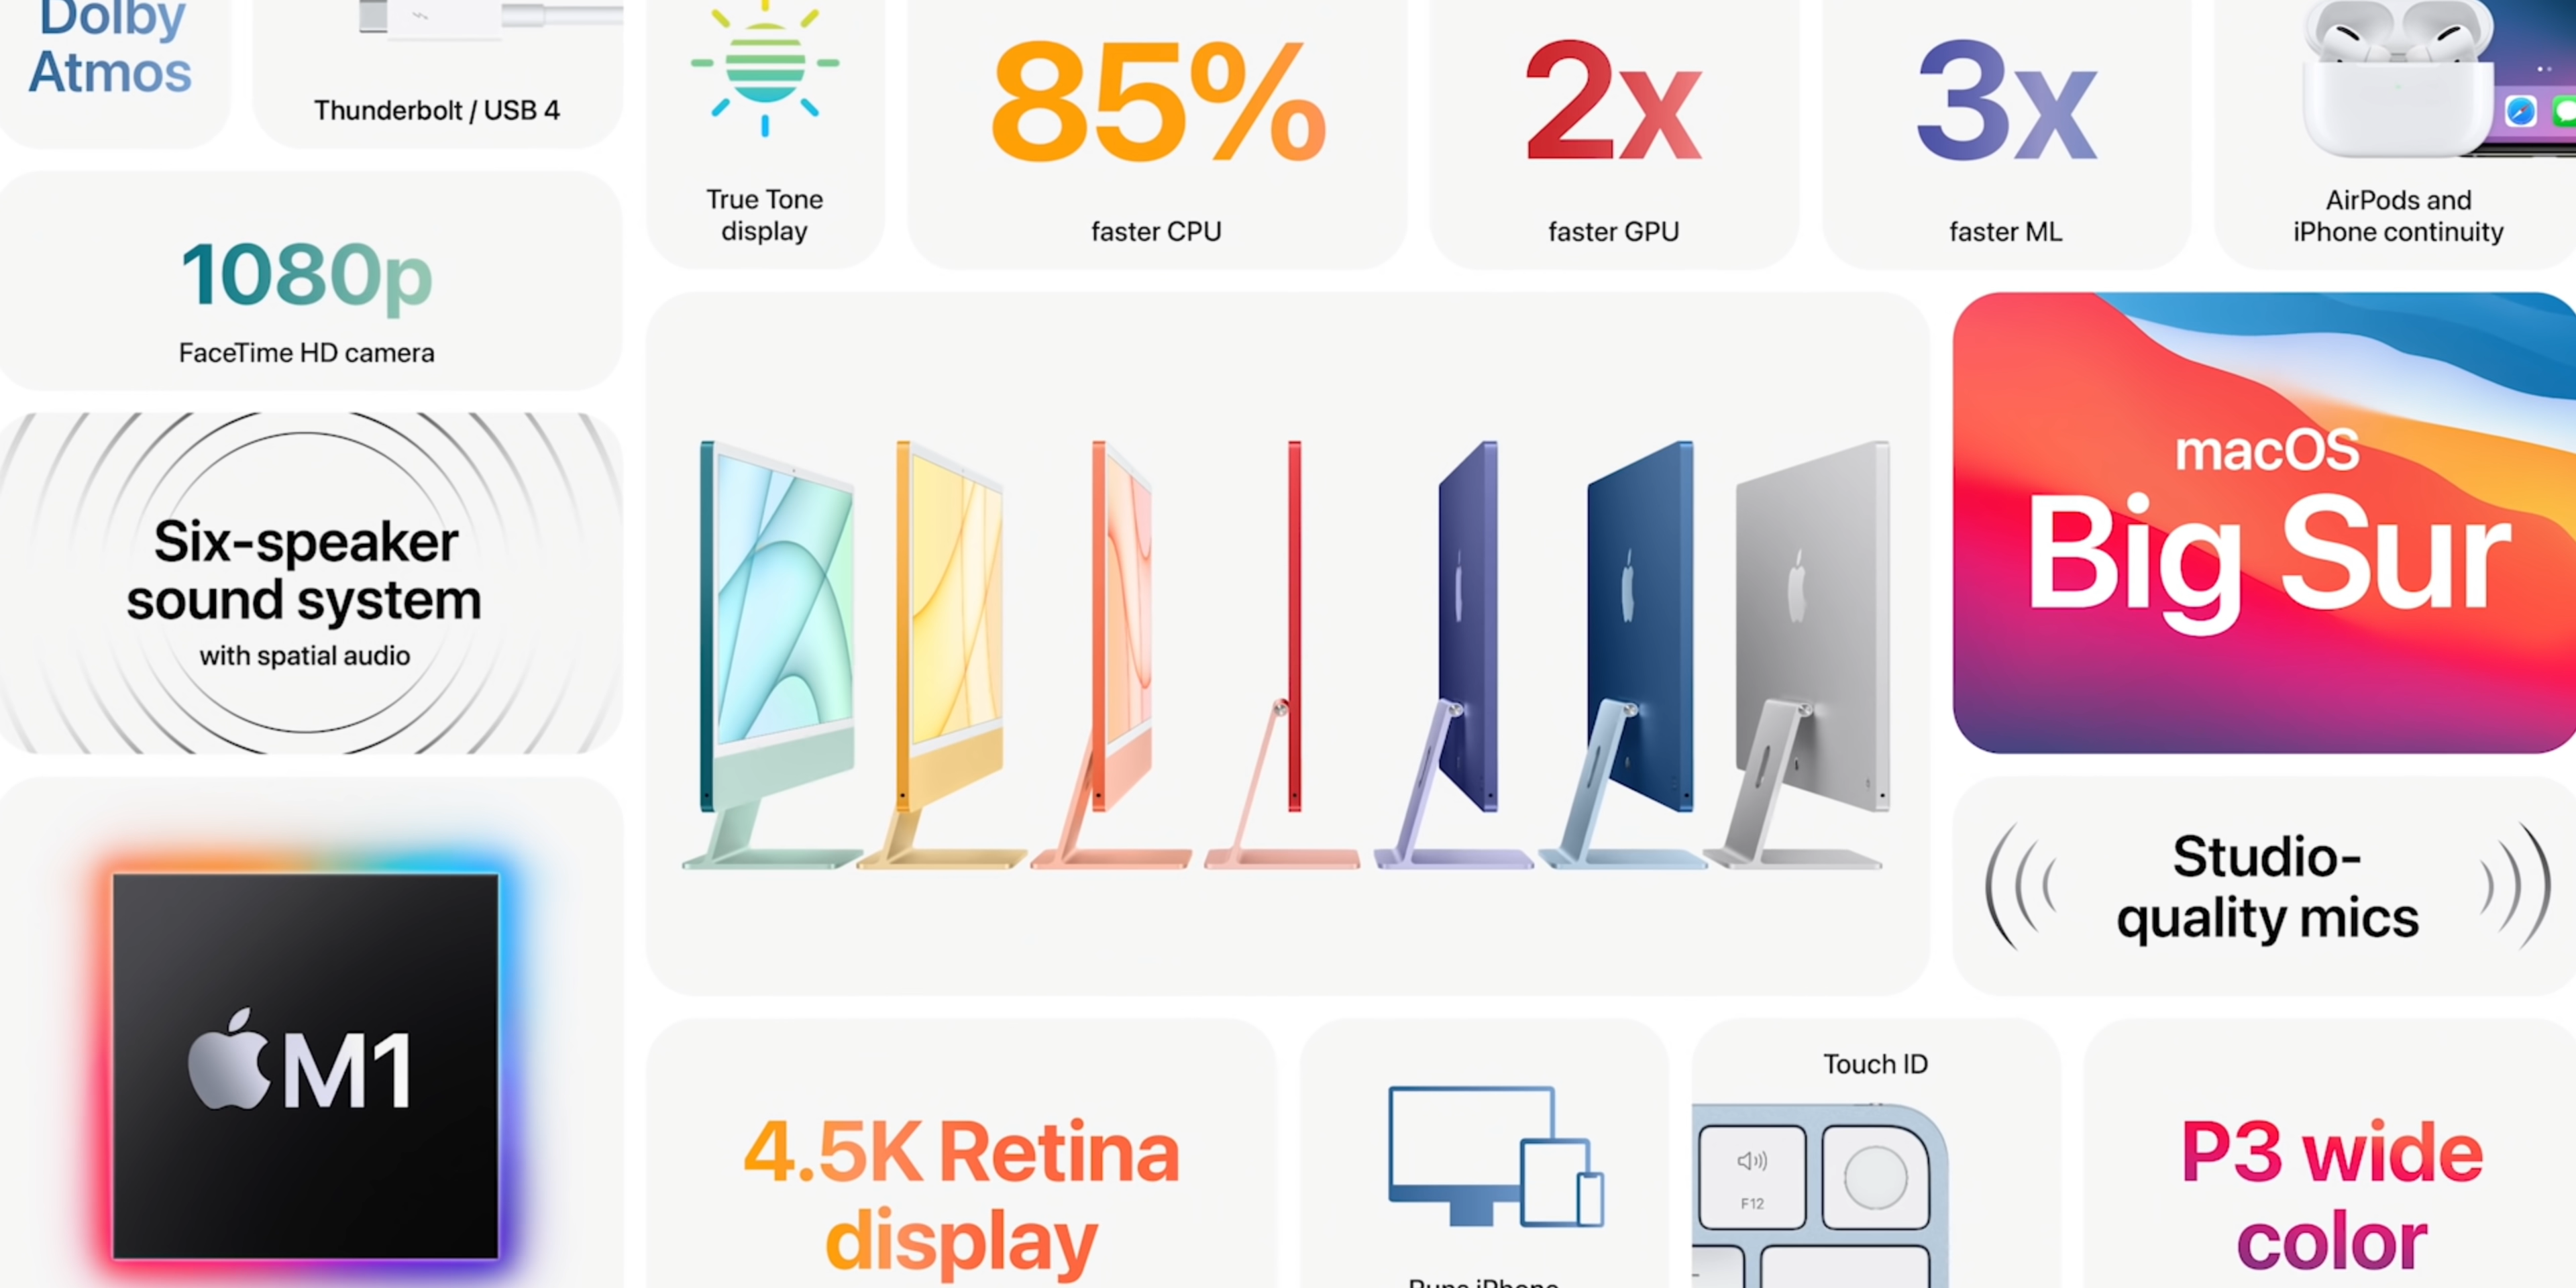 Dolby
Atmos
Thunderbolt / USB 4
True Tone
display
85%
faster CPU
2x
faster GPU
3x
faster ML
AirPods and
iPhone continuity
1080p
FaceTime HD camera
Six-speaker
sound system
with spatial audio
macOS
Big Sur
Studio-
quality mics
M1
4.5K Retina
display
Runs iPhone
Touch ID
F12
P3 wide
color